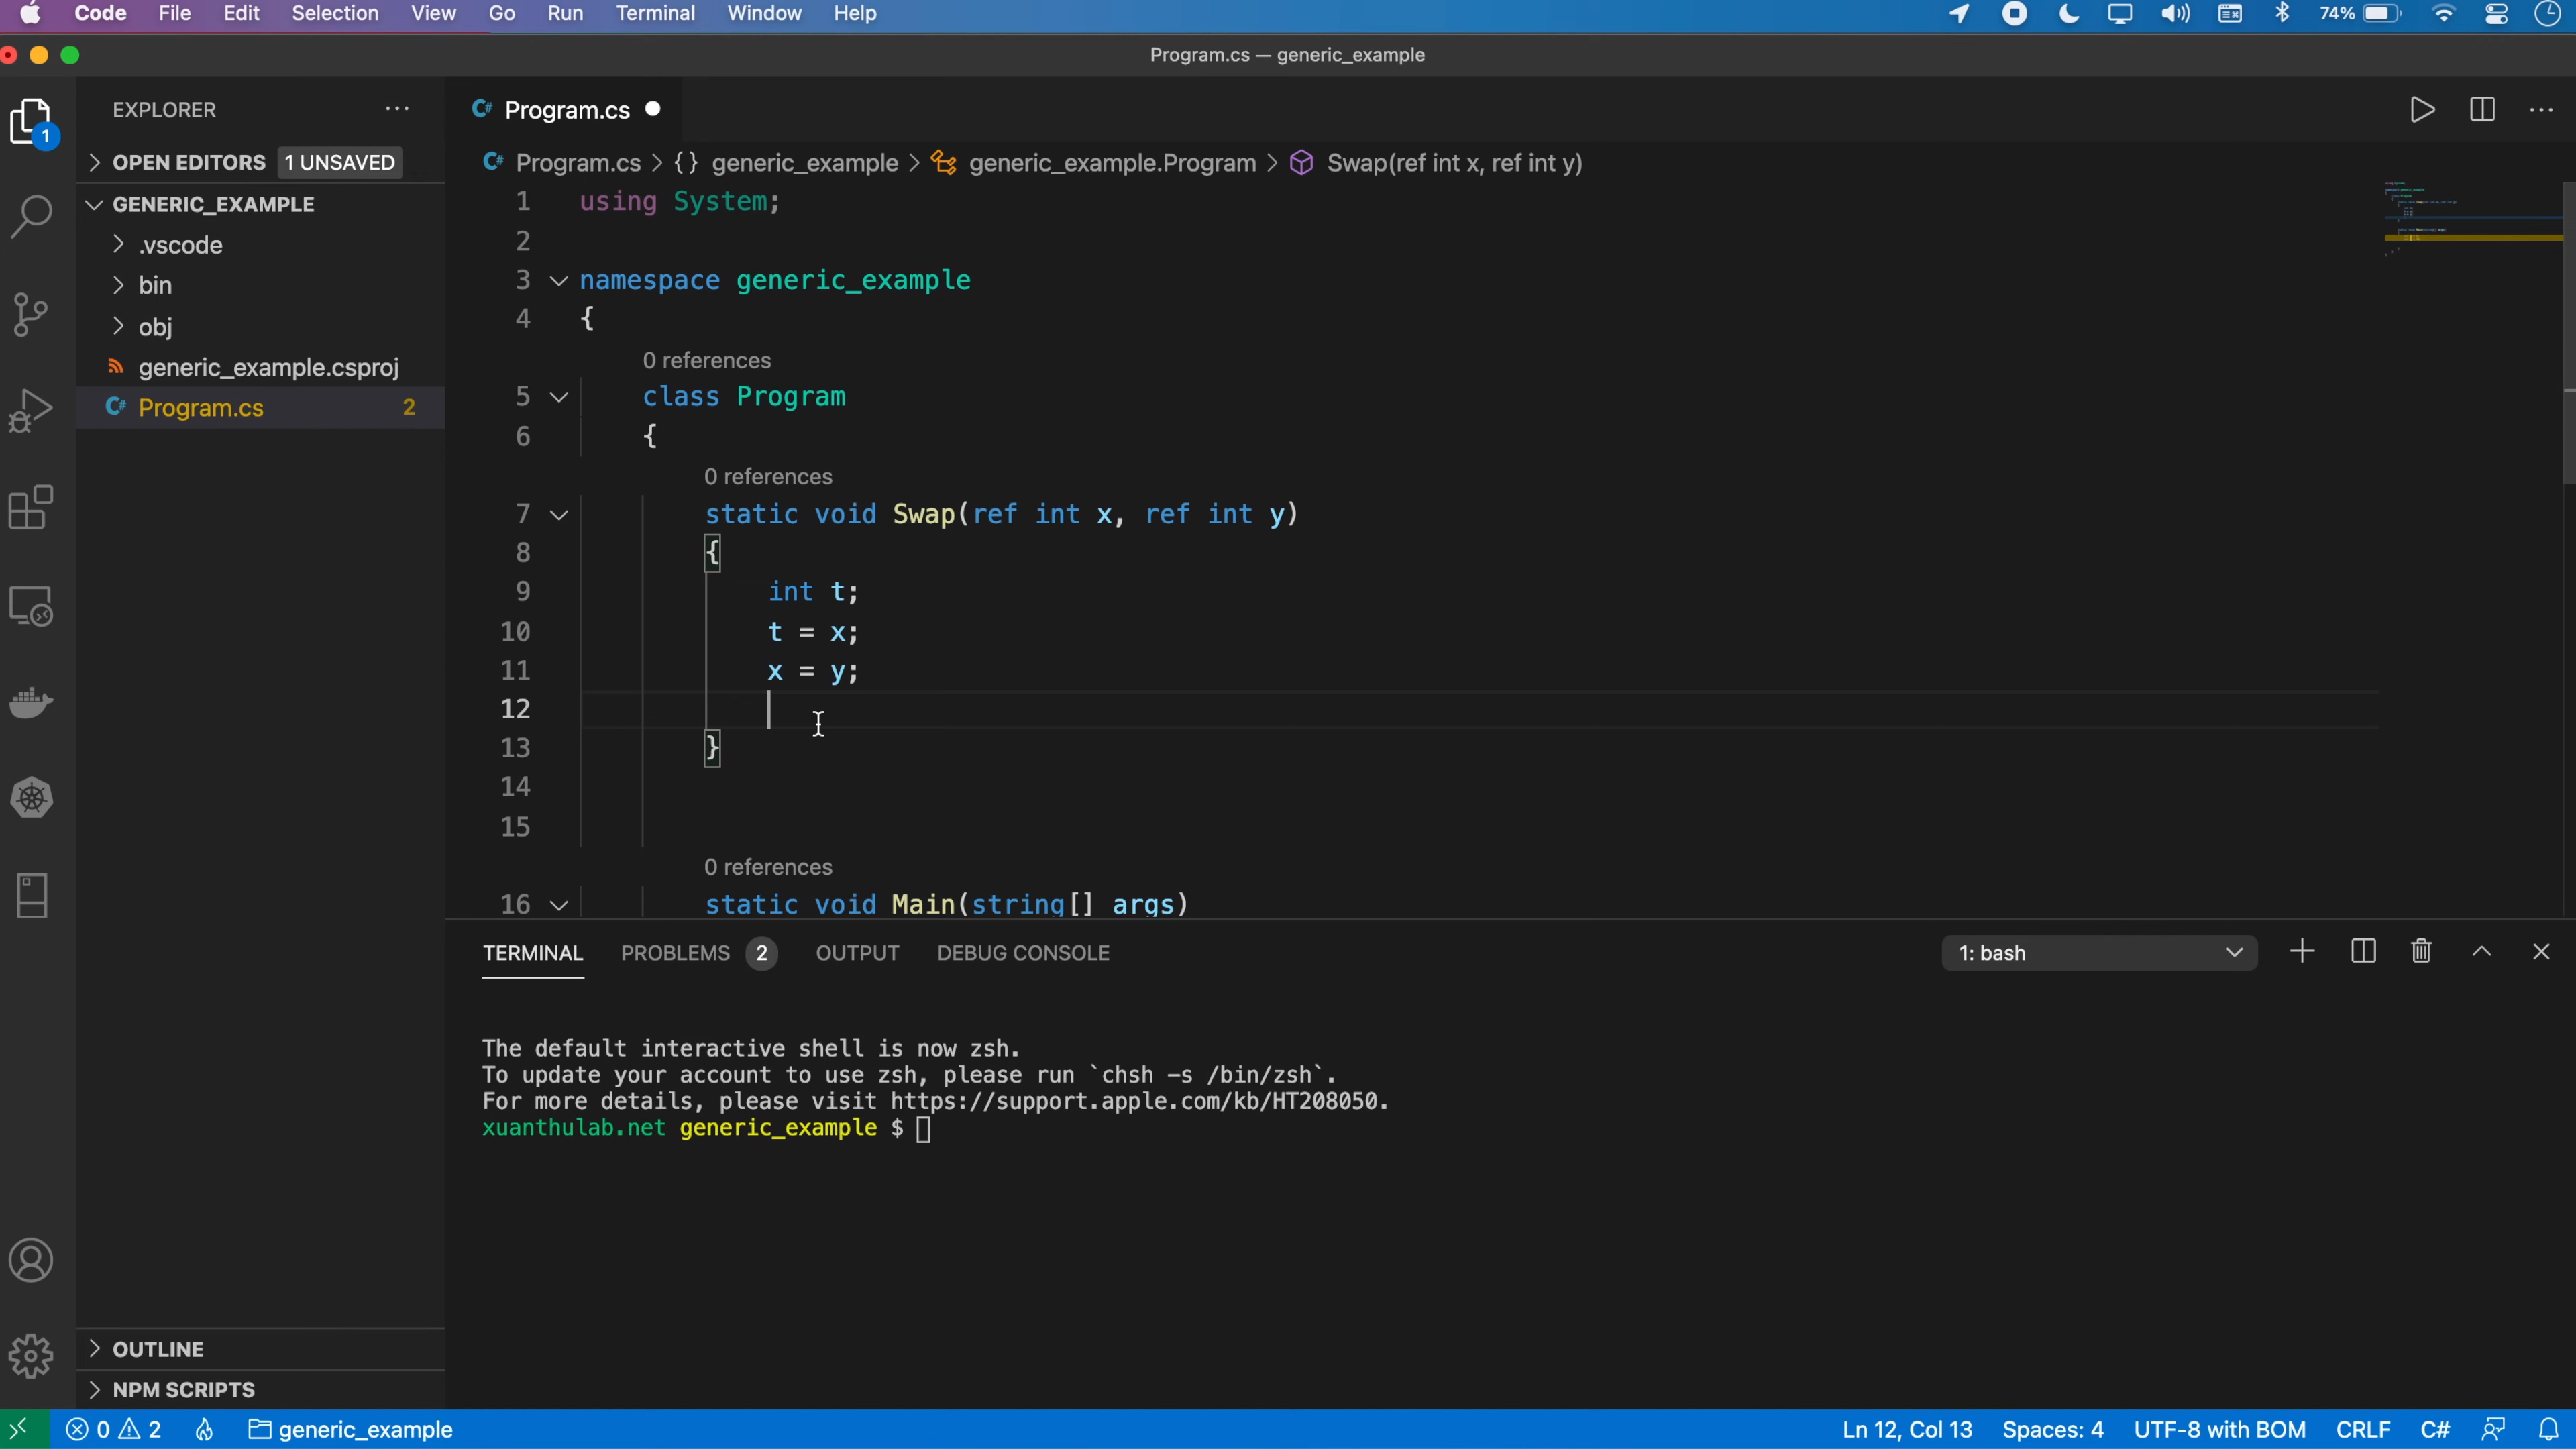 Code File Edit Selection View Go Run Terminal Window Help 74%
Program.cs — generic_example
EXPLORER
1
OPEN EDITORS 1 UNSAVED
GENERIC_EXAMPLE
.vscode
bin
obj
generic_example.csproj
C# Program.cs 2
OUTLINE
NPM SCRIPTS
C# Program.cs
C# Program.cs > {} generic_example > generic_example.Program > Swap(ref int x, ref int y)
1 using System;
2
3 namespace generic_example
4 {
0 references
5 class Program
6 {
0 references
7 static void Swap(ref int x, ref int y)
8 {
9 int t;
10 t = x;
11 x = y;
12
13 }
14
15
0 references
16 static void Main(string[] args)
TERMINAL PROBLEMS 2 OUTPUT DEBUG CONSOLE 1: bash
The default interactive shell is now zsh.
To update your account to use zsh, please run `chsh -s /bin/zsh`.
For more details, please visit https://support.apple.com/kb/HT208050.
xuanthulab.net generic_example $
0 2 generic_example Ln 12, Col 13 Spaces: 4 UTF-8 with BOM CRLF C#